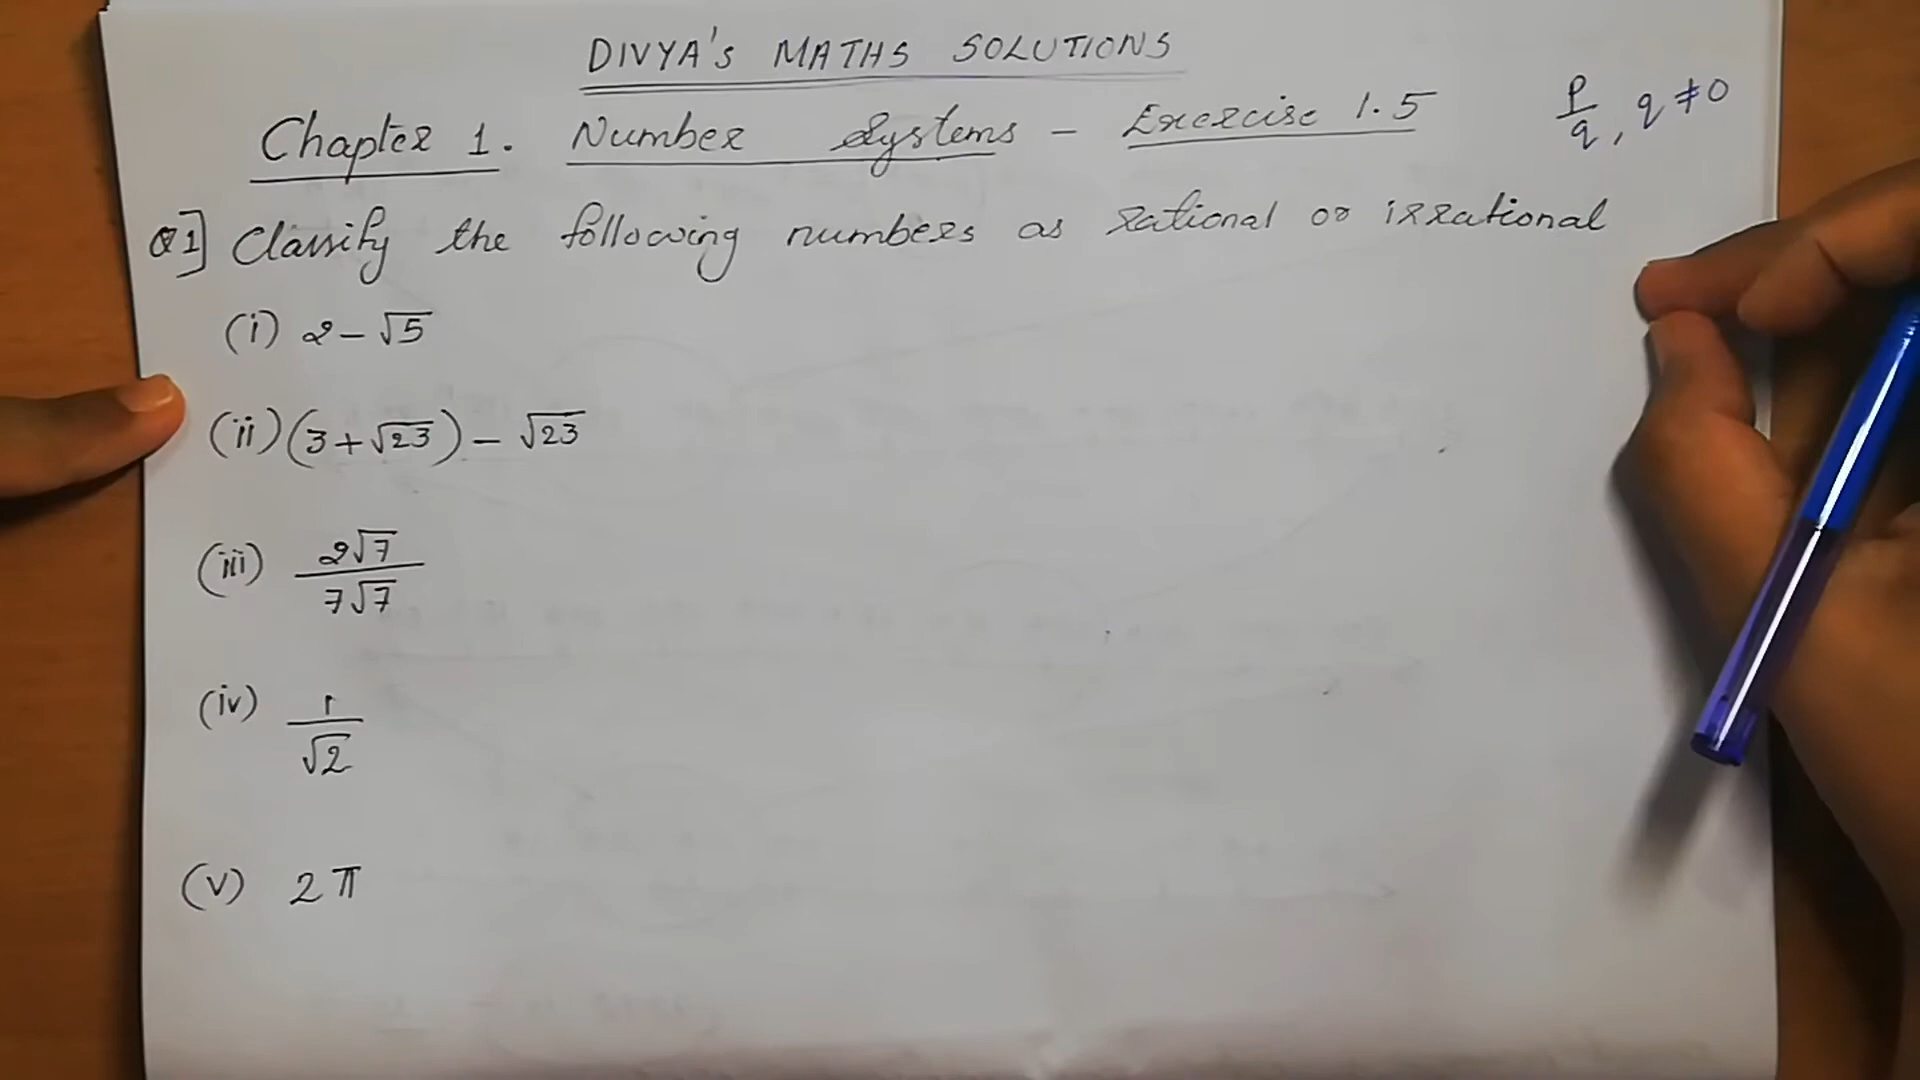 DIVYA's MATHS SOLUTIONS
Chapter 1. Number Systems - Exercise 1.5
p/q, q ≠ 0
Q1] Classify the following numbers as rational or irrational
(i) 2 - √5
(ii) (3 + √23) - √23
(iii) 2√7 / 7√7
(iv) 1 / √2
(v) 2π